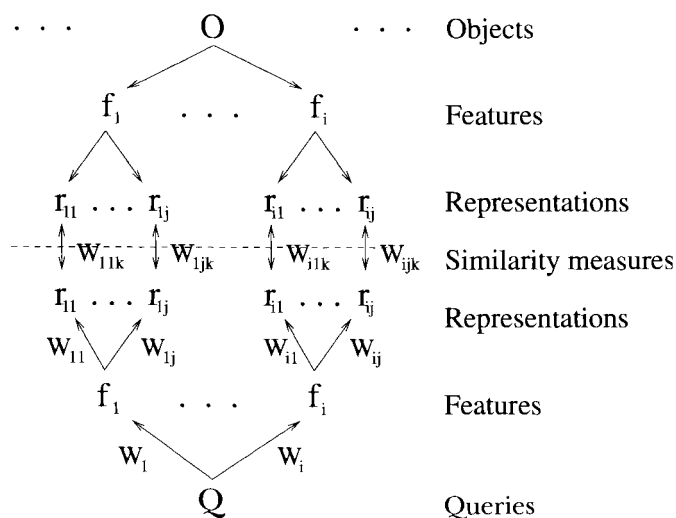 . . . O . . . Objects
f₁ . . . fᵢ Features
r₁₁ . . . r₁ⱼ rᵢ₁ . . . rᵢⱼ Representations
w₁₁ₖ w₁ⱼₖ wᵢ₁ₖ wᵢⱼₖ Similarity measures
r₁₁ . . . r₁ⱼ rᵢ₁ . . . rᵢⱼ Representations
w₁₁ w₁ⱼ wᵢ₁ wᵢⱼ
f₁ . . . fᵢ Features
w₁ wᵢ
Q Queries